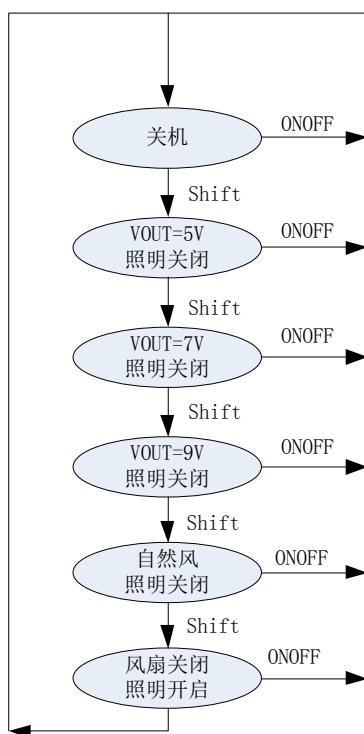 关机
ONOFF
Shift
VOUT=5V
照明关闭
ONOFF
Shift
VOUT=7V
照明关闭
ONOFF
Shift
VOUT=9V
照明关闭
ONOFF
Shift
自然风
照明关闭
ONOFF
Shift
风扇关闭
照明开启
ONOFF